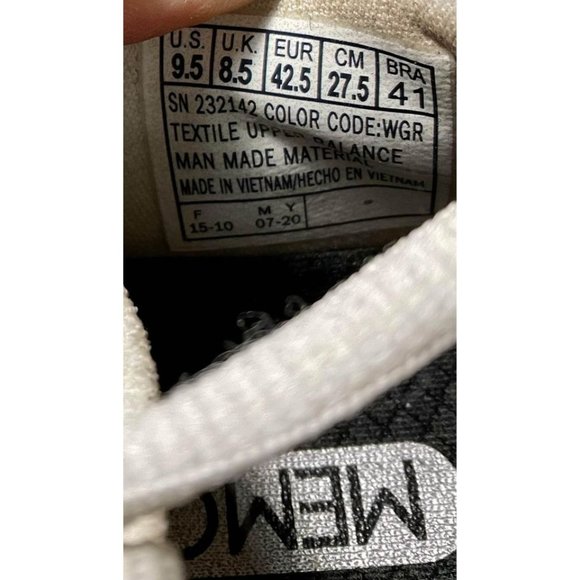 U.S. U.K. EUR CM BRA
9.5 8.5 42.5 27.5 41
SN 232142 COLOR CODE:WGR
TEXTILE UPPER BALANCE
MAN MADE MATERIAL
MADE IN VIETNAM/HECHO EN VIETNAM
F M Y
15-10 07-20
MEMO